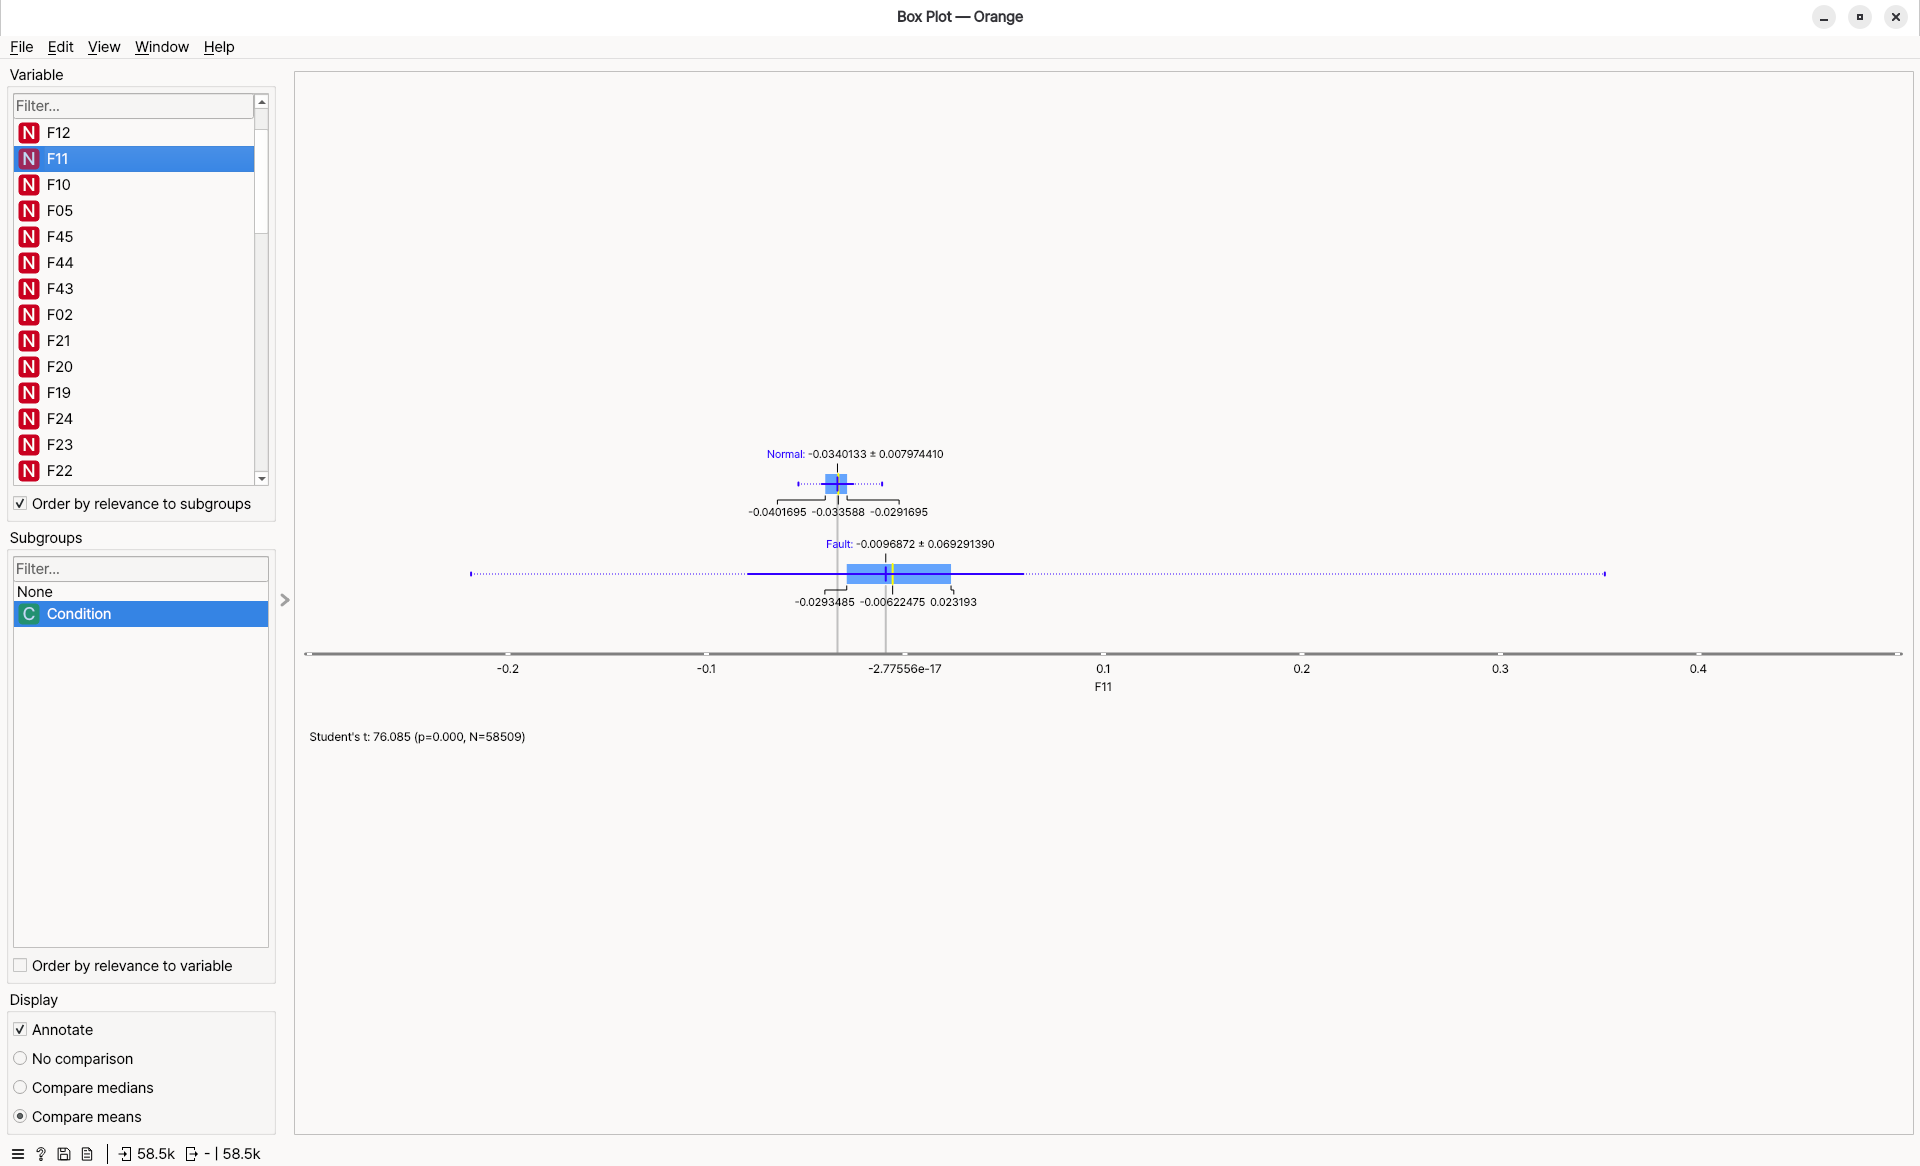 Box Plot — Orange
File Edit View Window Help
Variable
Filter...
N F12
N F11
N F10
N F05
N F45
N F44
N F43
N F02
N F21
N F20
N F19
N F24
N F23
N F22
Order by relevance to subgroups
Subgroups
Filter...
None
C Condition
Order by relevance to variable
Display
Annotate
No comparison
Compare medians
Compare means
58.5k - | 58.5k
Normal: -0.0340133 ± 0.007974410
-0.0401695 -0.033588 -0.0291695
Fault: -0.0096872 ± 0.069291390
-0.0293485 -0.00622475 0.023193
-0.2 -0.1 -2.77556e-17 0.1 0.2 0.3 0.4
F11
Student's t: 76.085 (p=0.000, N=58509)